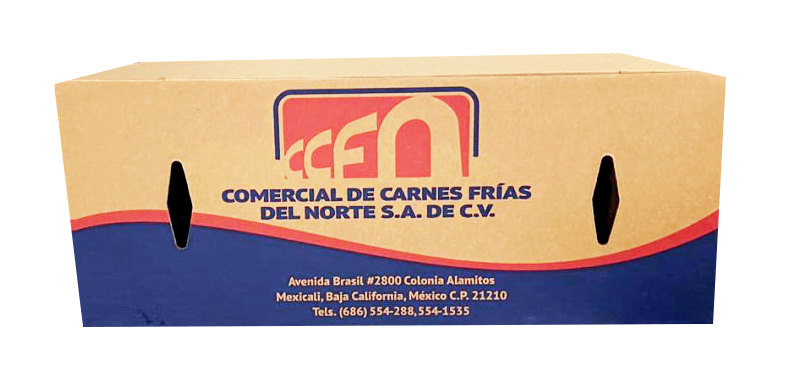 CCFN
COMERCIAL DE CARNES FRÍAS
DEL NORTE S.A. DE C.V.
Avenida Brasil #2800 Colonia Alamitos
Mexicali, Baja California, México C.P. 21210
Tels. (686) 554-288, 554-1535